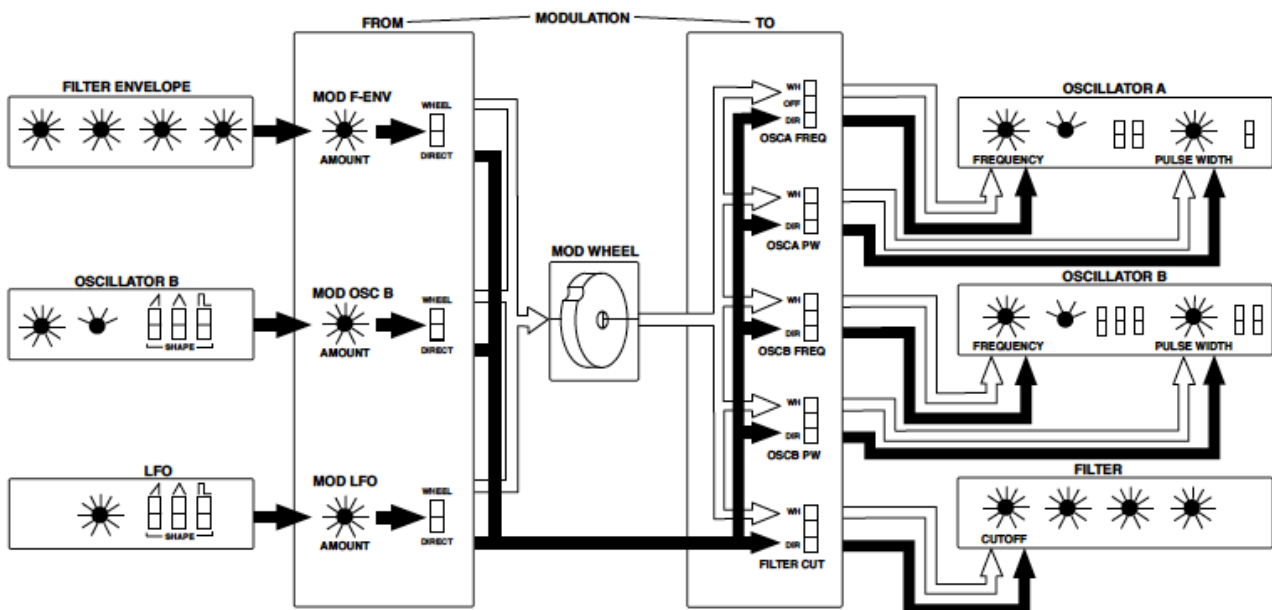 FROM MODULATION TO
FILTER ENVELOPE
MOD F-ENV
AMOUNT
WHEEL
DIRECT
OSCILLATOR B
SHAPE
MOD OSC B
AMOUNT
WHEEL
DIRECT
LFO
SHAPE
MOD LFO
AMOUNT
WHEEL
DIRECT
MOD WHEEL
WH
OFF
DIR
OSCA FREQ
WH
DIR
OSCA PW
WH
DIR
OSCB FREQ
WH
DIR
OSCB PW
WH
DIR
FILTER CUT
OSCILLATOR A
FREQUENCY PULSE WIDTH
OSCILLATOR B
FREQUENCY PULSE WIDTH
FILTER
CUTOFF